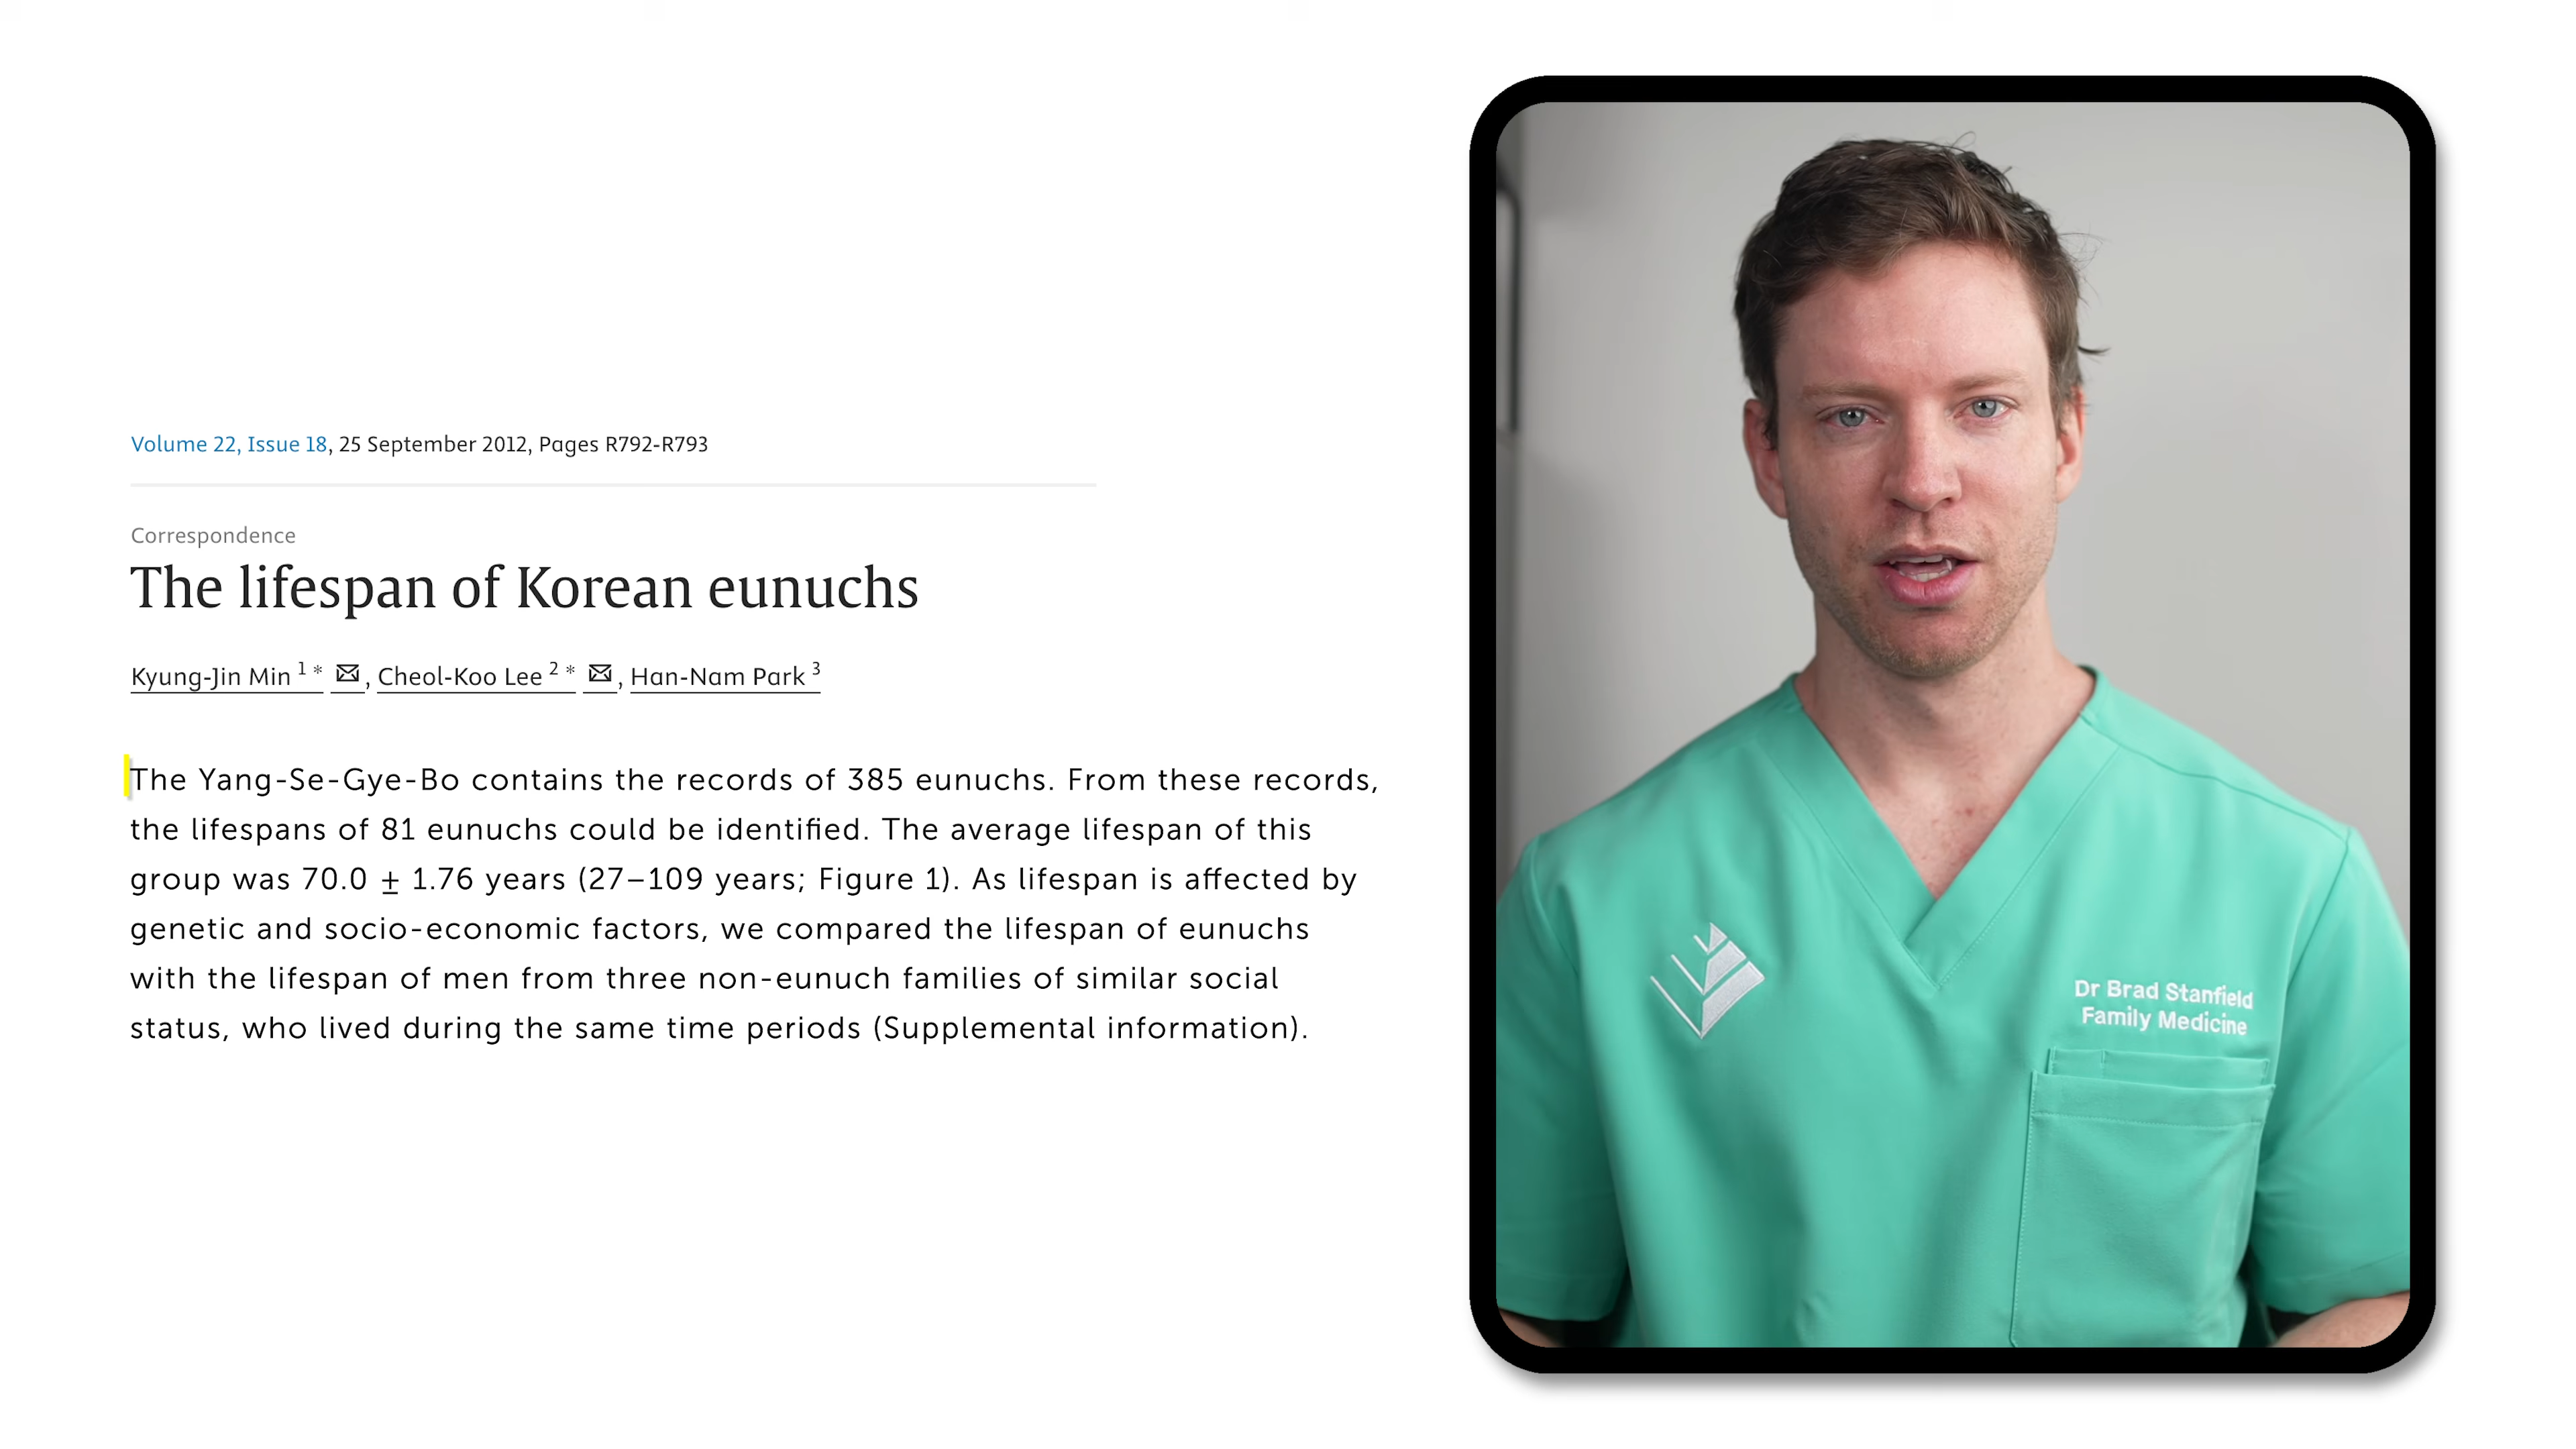 Volume 22, Issue 18, 25 September 2012, Pages R792-R793
Correspondence
The lifespan of Korean eunuchs
Kyung-Jin Min 1 * , Cheol-Koo Lee 2 * , Han-Nam Park 3
The Yang-Se-Gye-Bo contains the records of 385 eunuchs. From these records,
the lifespans of 81 eunuchs could be identified. The average lifespan of this
group was 70.0 ± 1.76 years (27–109 years; Figure 1). As lifespan is affected by
genetic and socio-economic factors, we compared the lifespan of eunuchs
with the lifespan of men from three non-eunuch families of similar social
status, who lived during the same time periods (Supplemental information).
Dr Brad Stanfield
Family Medicine